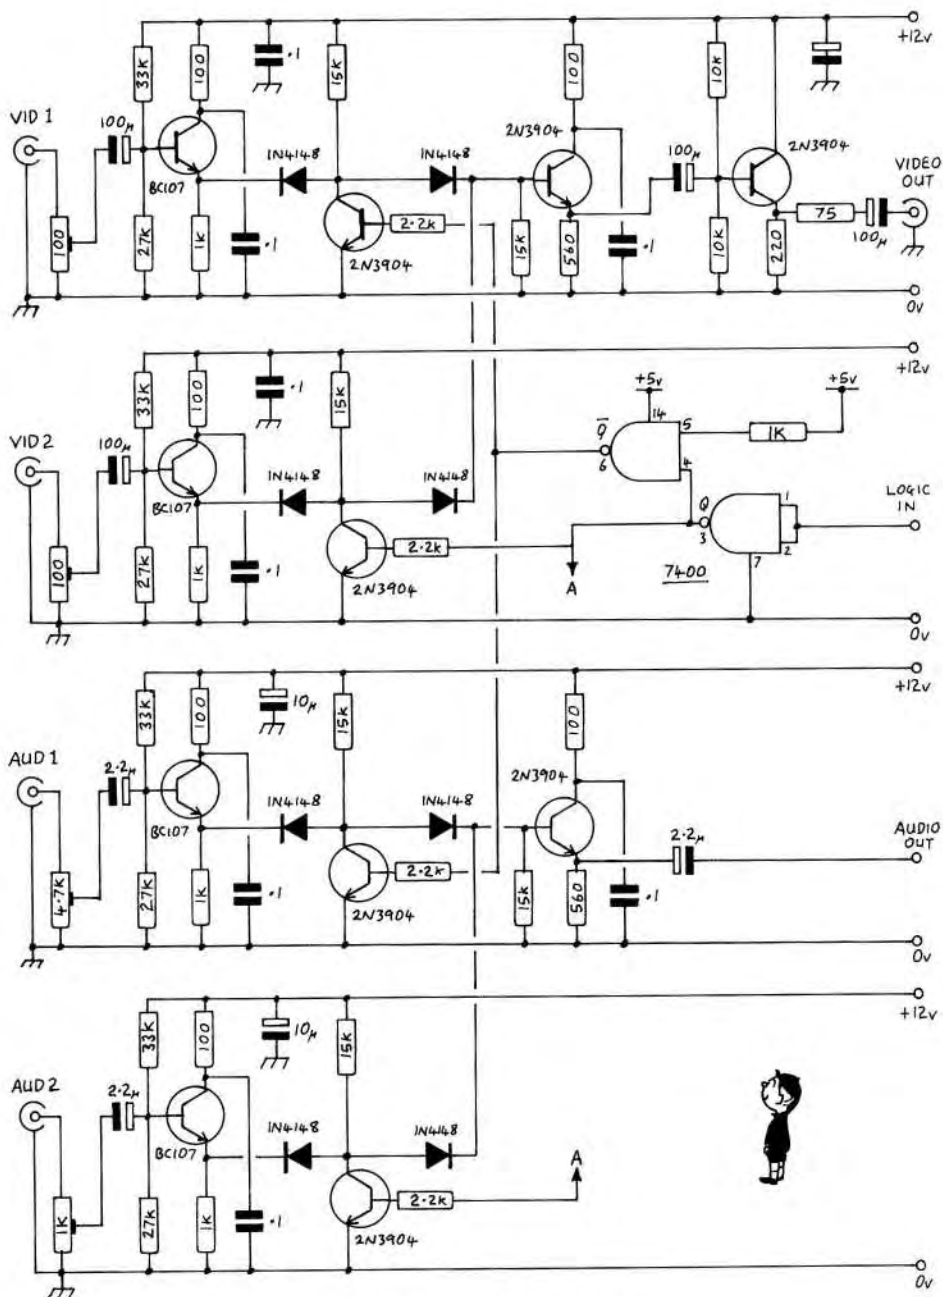 +12v
33K
100
.1
15K
100
10K
VID 1
100µ
BC107
1N4148
1N4148
2N3904
100µ
2N3904
VIDEO OUT
100
27K
1K
.1
2N3904
2.2K
15K
560
.1
10K
220
75
100µ
0v
+12v
33K
100
.1
15K
+5v
+5v
14
5
1K
Q
6
4
VID 2
100µ
BC107
1N4148
1N4148
Q
3
1
2
7
LOGIC IN
100
27K
1K
.1
2N3904
2.2K
A
7400
0v
+12v
33K
100
10µ
15K
100
AUD 1
2.2µ
BC107
1N4148
1N4148
2N3904
2.2µ
AUDIO OUT
4.7K
27K
1K
.1
2N3904
2.2K
15K
560
.1
0v
+12v
33K
100
10µ
15K
AUD 2
2.2µ
BC107
1N4148
1N4148
A
1K
27K
1K
.1
2N3904
2.2K
0v